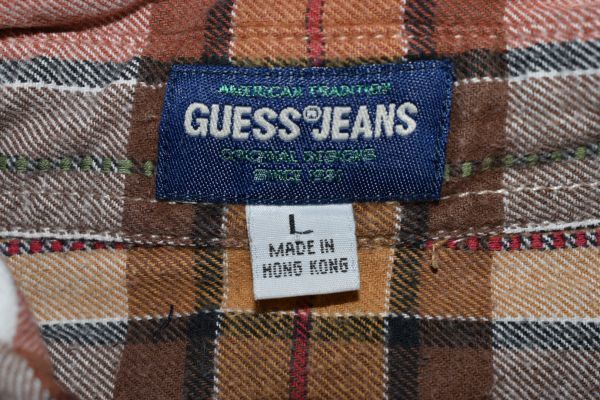 AMERICAN TRADITION
GUESS® JEANS
ORIGINAL DESIGNS
SINCE 1981
L
MADE IN
HONG KONG